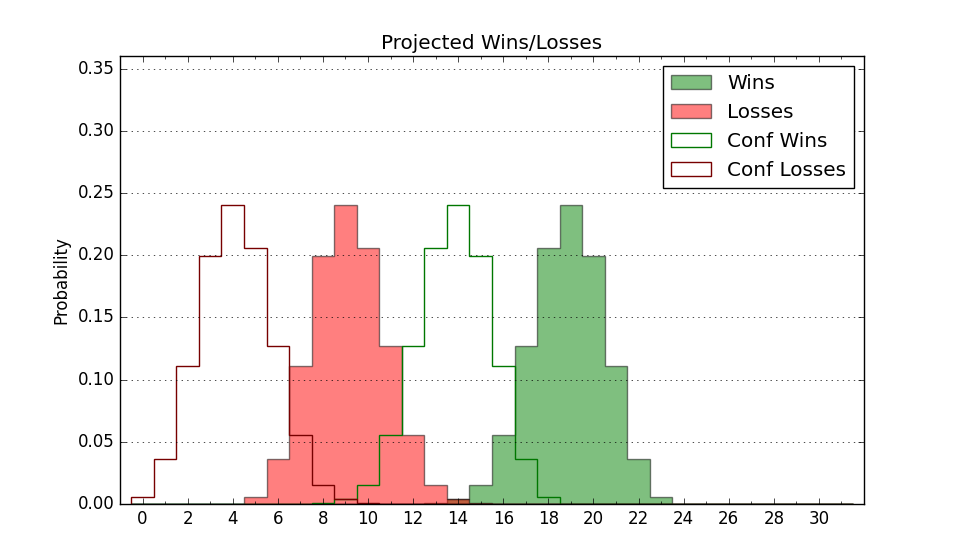 Projected Wins/Losses
Probability
0.35
0.30
0.25
0.20
0.15
0.10
0.05
0.00
0 2 4 6 8 10 12 14 16 18 20 22 24 26 28 30
Wins
Losses
Conf Wins
Conf Losses